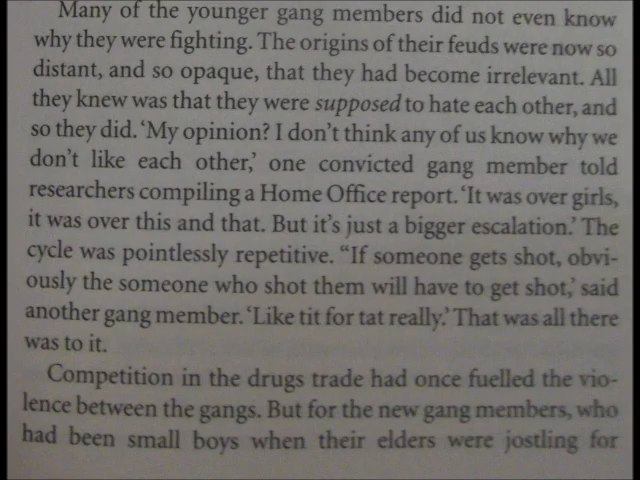 Many of the younger gang members did not even know
why they were fighting. The origins of their feuds were now so
distant, and so opaque, that they had become irrelevant. All
they knew was that they were supposed to hate each other, and
so they did. ‘My opinion? I don’t think any of us know why we
don’t like each other,’ one convicted gang member told
researchers compiling a Home Office report. ‘It was over girls,
it was over this and that. But it’s just a bigger escalation.’ The
cycle was pointlessly repetitive. “If someone gets shot, obvi-
ously the someone who shot them will have to get shot,’ said
another gang member. ‘Like tit for tat really.’ That was all there
was to it.
Competition in the drugs trade had once fuelled the vio-
lence between the gangs. But for the new gang members, who
had been small boys when their elders were jostling for